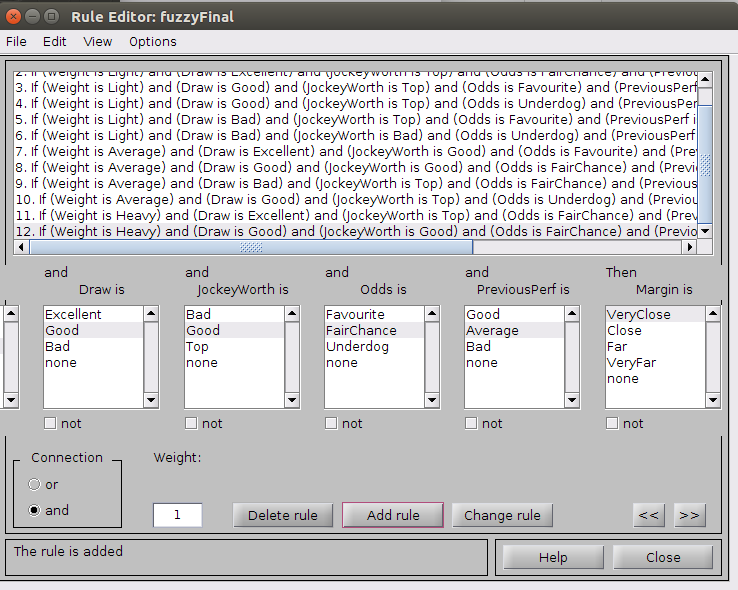 Rule Editor: fuzzyFinal
File Edit View Options
2. If (Weight is Light) and (Draw is Excellent) and (JockeyWorth is Top) and (Odds is FairChance) and (PreviousPerf
3. If (Weight is Light) and (Draw is Good) and (JockeyWorth is Top) and (Odds is Favourite) and (PreviousPerf
4. If (Weight is Light) and (Draw is Good) and (JockeyWorth is Top) and (Odds is Underdog) and (PreviousPer
5. If (Weight is Light) and (Draw is Bad) and (JockeyWorth is Top) and (Odds is Favourite) and (PreviousPerf i
6. If (Weight is Light) and (Draw is Bad) and (JockeyWorth is Bad) and (Odds is Underdog) and (PreviousPerf
7. If (Weight is Average) and (Draw is Excellent) and (JockeyWorth is Good) and (Odds is Favourite) and (Prev
8. If (Weight is Average) and (Draw is Good) and (JockeyWorth is Good) and (Odds is FairChance) and (Previo
9. If (Weight is Average) and (Draw is Bad) and (JockeyWorth is Top) and (Odds is FairChance) and (Previous
10. If (Weight is Average) and (Draw is Good) and (JockeyWorth is Top) and (Odds is Underdog) and (Previous
11. If (Weight is Heavy) and (Draw is Excellent) and (JockeyWorth is Top) and (Odds is FairChance) and (Prev
12. If (Weight is Heavy) and (Draw is Good) and (JockeyWorth is Good) and (Odds is FairChance) and (Previo
and and and and Then
Draw is JockeyWorth is Odds is PreviousPerf is Margin is
Excellent Bad Favourite Good VeryClose
Good Good FairChance Average Close
Bad Top Underdog Bad Far
none none none none VeryFar
none
not not not not not
Connection Weight:
or
and
1 Delete rule Add rule Change rule << >>
The rule is added
Help Close